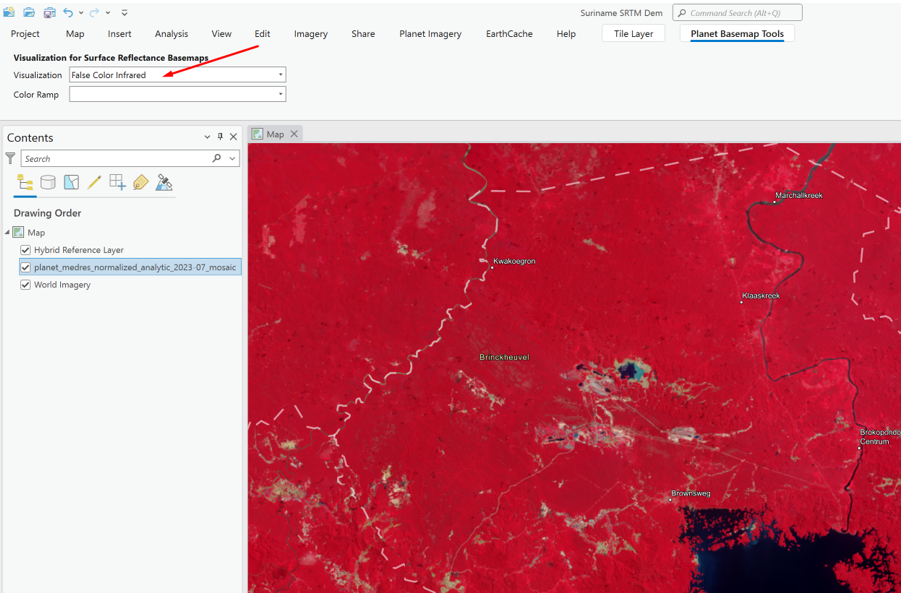 Suriname SRTM Dem
Command Search (Alt+Q)
Project Map Insert Analysis View Edit Imagery Share Planet Imagery EarthCache Help Tile Layer Planet Basemap Tools
Visualization for Surface Reflectance Basemaps
Visualization False Color Infrared
Color Ramp
Contents
Search
Drawing Order
Map
Hybrid Reference Layer
planet_medres_normalized_analytic_2023-07_mosaic
World Imagery
Map
Marchallkreek
Kwakoegron
Klaaskreek
Brinckheuvel
Brokopondo
Centrum
Brownsweg